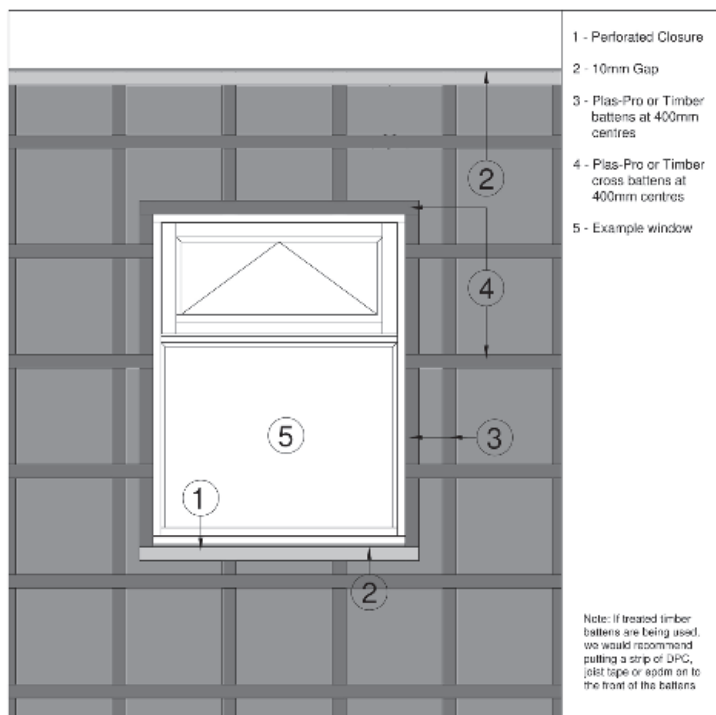 1 - Perforated Closure
2 - 10mm Gap
3 - Plas-Pro or Timber
battens at 400mm
centres
4 - Plas-Pro or Timber
cross battens at
400mm centres
5 - Example window
2
4
3
5
1
2
Note: If treated timber
battens are being used,
we would recommend
putting a strip of DPC,
joist tape or epdm on to
the front of the battens